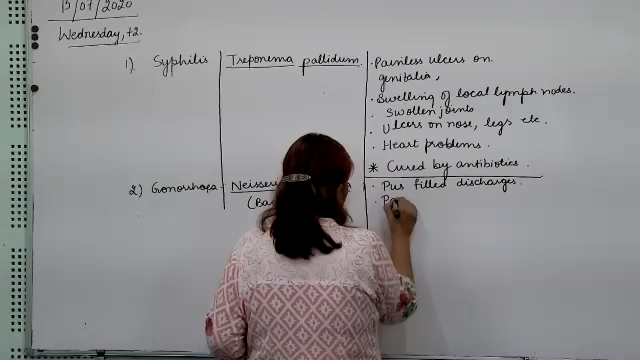 15/07/2020
Wednesday, +2.
1) Syphilis Treponema pallidum. · Painless ulcers on
genitalia,
· Swelling of local lymph nodes.
· Swollen joints
· Ulcers on nose, legs etc.
· Heart problems.
* Cured by antibiotics.
2) Gonorrhoea - · Pus filled discharges.